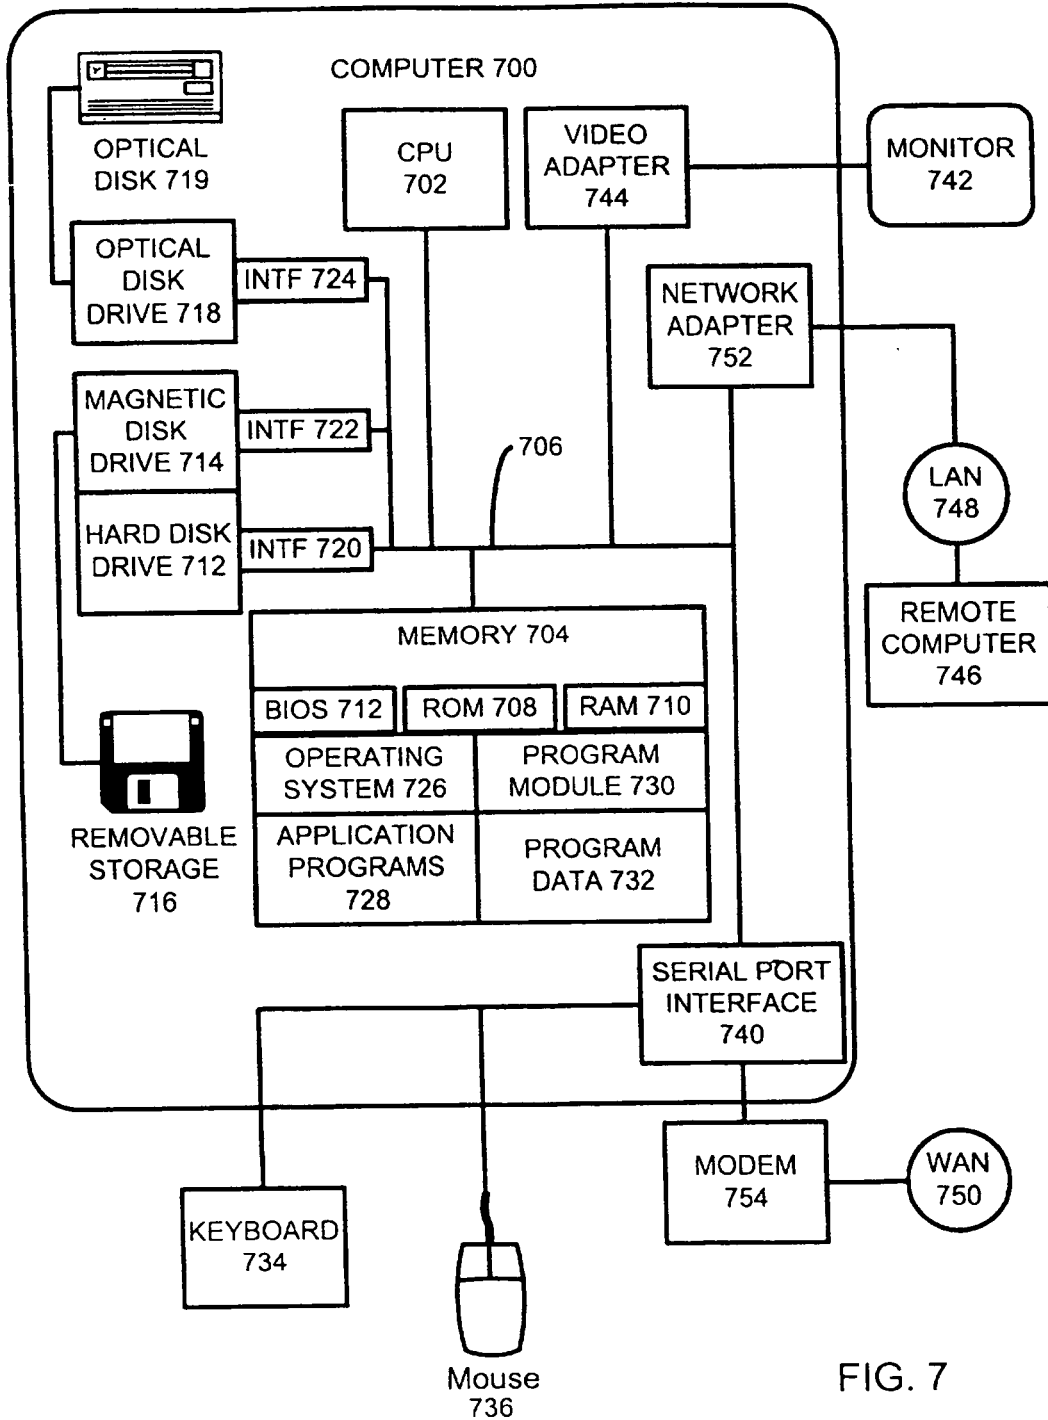 COMPUTER 700
OPTICAL
DISK 719
CPU
702
VIDEO
ADAPTER
744
MONITOR
742
OPTICAL
DISK
DRIVE 718
INTF 724
NETWORK
ADAPTER
752
MAGNETIC
DISK
DRIVE 714
INTF 722
706
LAN
748
HARD DISK
DRIVE 712
INTF 720
REMOTE
COMPUTER
746
MEMORY 704
BIOS 712
ROM 708
RAM 710
OPERATING
SYSTEM 726
PROGRAM
MODULE 730
APPLICATION
PROGRAMS
728
PROGRAM
DATA 732
REMOVABLE
STORAGE
716
SERIAL PORT
INTERFACE
740
MODEM
754
WAN
750
KEYBOARD
734
Mouse
736
FIG. 7